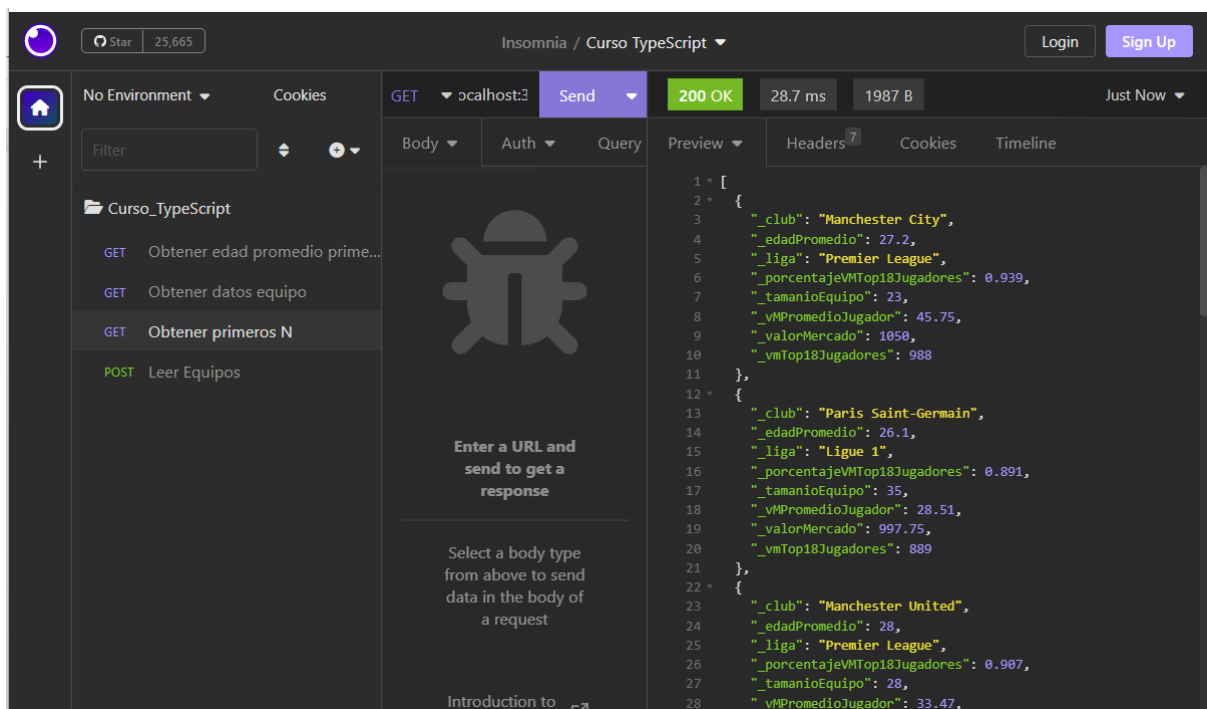 Star 25,665
Insomnia / Curso TypeScript
Login
Sign Up
No Environment
Cookies
Filter
Curso_TypeScript
GET Obtener edad promedio prime...
GET Obtener datos equipo
GET Obtener primeros N
POST Leer Equipos
GET ocalhost:3 Send
Body Auth Query
Enter a URL and
send to get a
response
Select a body type
from above to send
data in the body of
a request
Introduction to
200 OK 28.7 ms 1987 B Just Now
Preview Headers 7 Cookies Timeline
1 [
2 {
3 "_club": "Manchester City",
4 "_edadPromedio": 27.2,
5 "_liga": "Premier League",
6 "_porcentajeVMTop18Jugadores": 0.939,
7 "_tamanioEquipo": 23,
8 "_vMPromedioJugador": 45.75,
9 "_valorMercado": 1050,
10 "_vmTop18Jugadores": 988
11 },
12 {
13 "_club": "Paris Saint-Germain",
14 "_edadPromedio": 26.1,
15 "_liga": "Ligue 1",
16 "_porcentajeVMTop18Jugadores": 0.891,
17 "_tamanioEquipo": 35,
18 "_vMPromedioJugador": 28.51,
19 "_valorMercado": 997.75,
20 "_vmTop18Jugadores": 889
21 },
22 {
23 "_club": "Manchester United",
24 "_edadPromedio": 28,
25 "_liga": "Premier League",
26 "_porcentajeVMTop18Jugadores": 0.907,
27 "_tamanioEquipo": 28,
28 "_vMPromedioJugador": 33.47,